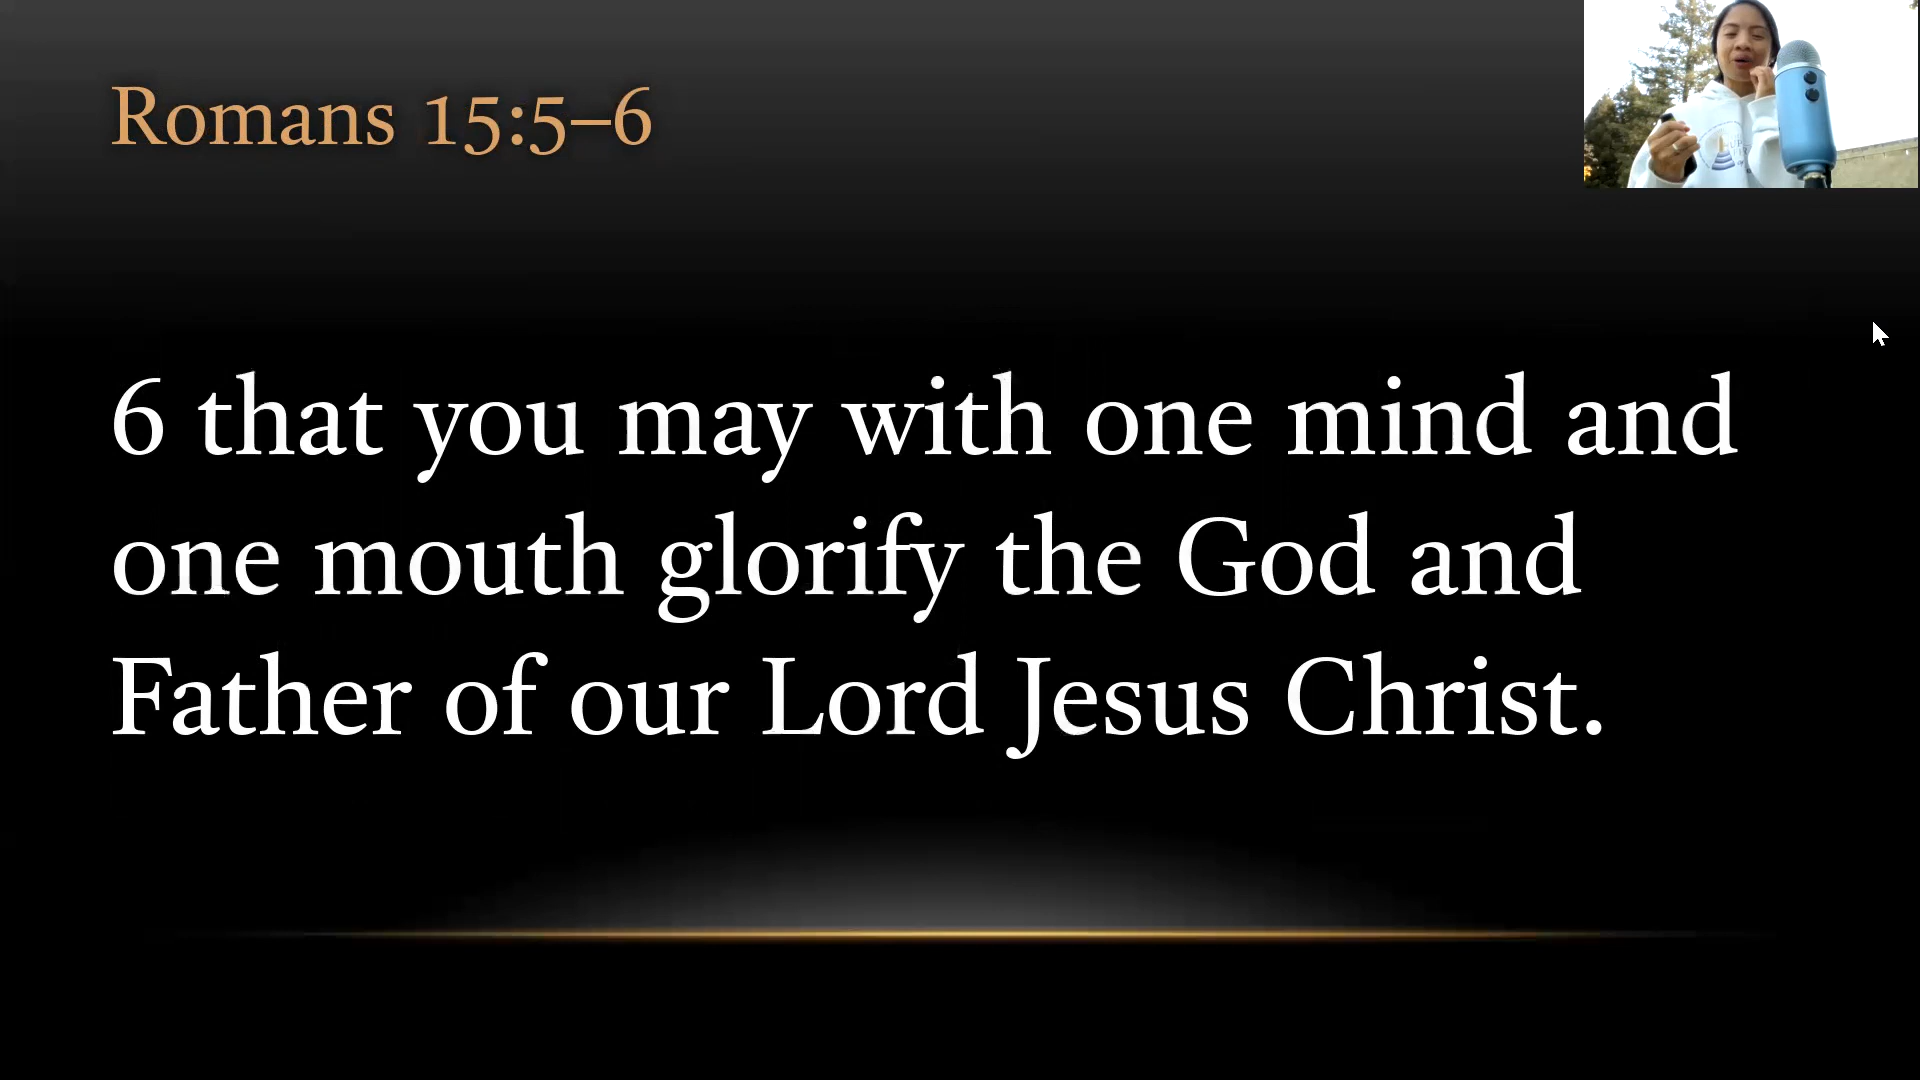 Romans 15:5–6
6 that you may with one mind and
one mouth glorify the God and
Father of our Lord Jesus Christ.